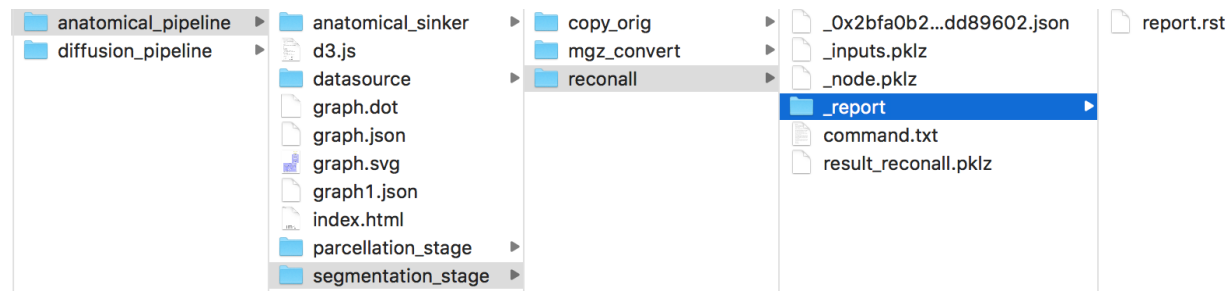 anatomical_pipeline
diffusion_pipeline
anatomical_sinker
d3.js
datasource
graph.dot
graph.json
graph.svg
graph1.json
index.html
parcellation_stage
segmentation_stage
copy_orig
mgz_convert
reconall
_0x2bfa0b2...dd89602.json
_inputs.pklz
_node.pklz
_report
command.txt
result_reconall.pklz
report.rst